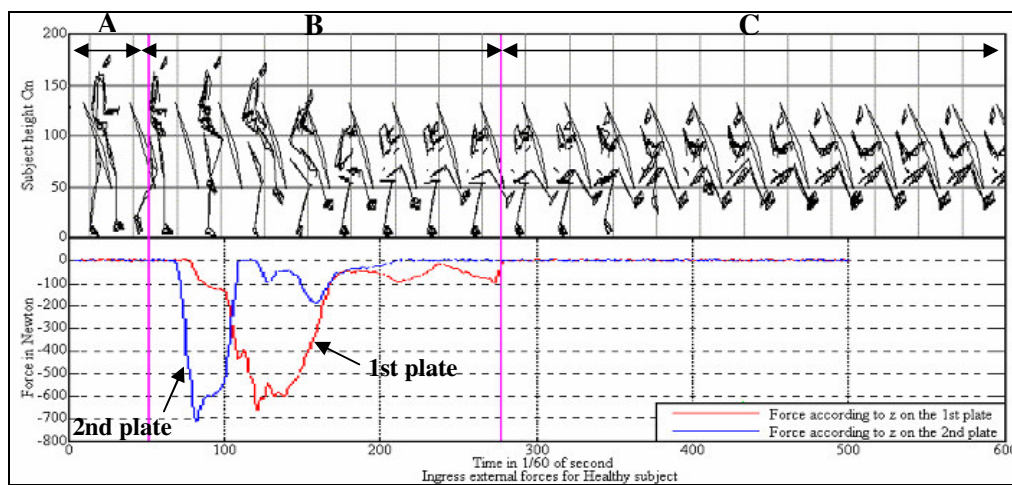 A B C
200
150
100
50
0
Subject height Cm
0
-100
-200
-300
-400
-500
-600
-700
-800
Force in Newton
1st plate
2nd plate
Force according to z on the 1st plate
Force according to z on the 2nd plate
0 100 200 300 400 500 600
Time in 1/60 of second
Ingress external forces for Healthy subject